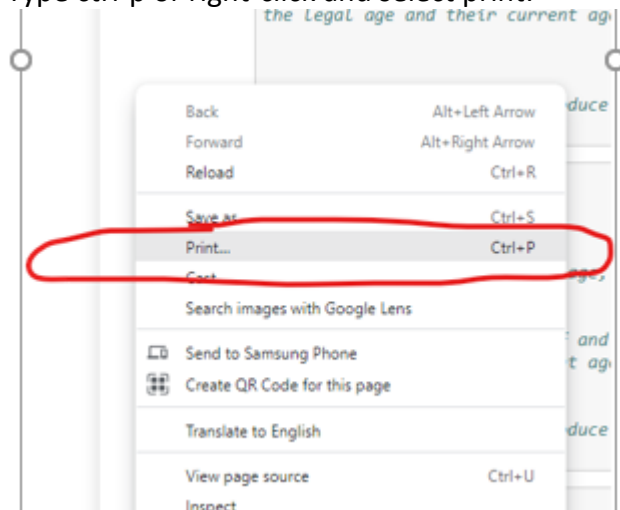 Type ctrl-p or right-click and select print.
the legal age and their current ag
Back Alt+Left Arrow
duce
Forward Alt+Right Arrow
Reload Ctrl+R
Save as... Ctrl+S
Print... Ctrl+P
Cast...
age,
Search images with Google Lens
and
Send to Samsung Phone
t ag
Create QR Code for this page
Translate to English
duce
View page source Ctrl+U
Inspect